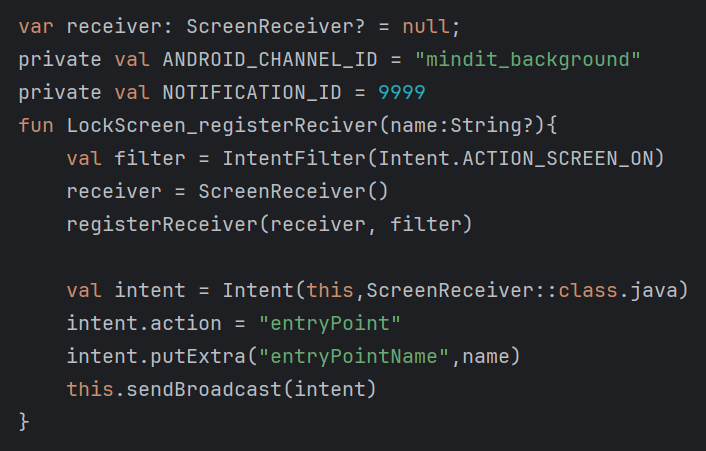 var receiver: ScreenReceiver? = null;
private val ANDROID_CHANNEL_ID = "mindit_background"
private val NOTIFICATION_ID = 9999
fun LockScreen_registerReciver(name:String?){
    val filter = IntentFilter(Intent.ACTION_SCREEN_ON)
    receiver = ScreenReceiver()
    registerReceiver(receiver, filter)

    val intent = Intent(this,ScreenReceiver::class.java)
    intent.action = "entryPoint"
    intent.putExtra("entryPointName",name)
    this.sendBroadcast(intent)
}